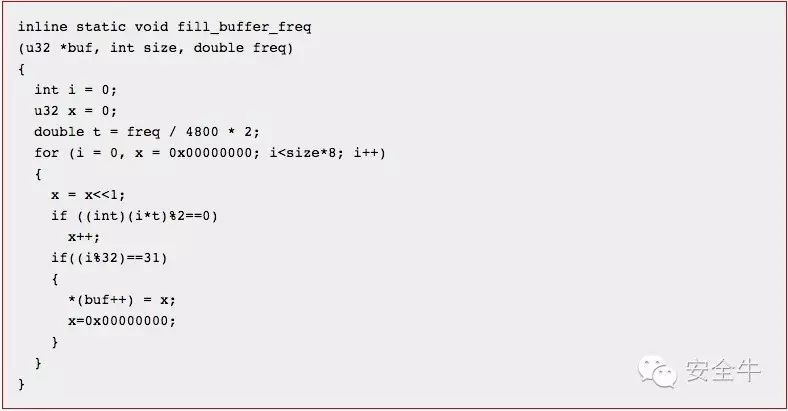 inline static void fill_buffer_freq
(u32 *buf, int size, double freq)
{
  int i = 0;
  u32 x = 0;
  double t = freq / 4800 * 2;
  for (i = 0, x = 0x00000000; i<size*8; i++)
  {
    x = x<<1;
    if ((int)(i*t)%2==0)
      x++;
    if((i%32)==31)
    {
      *(buf++) = x;
      x=0x00000000;
    }
  }
}
安全牛